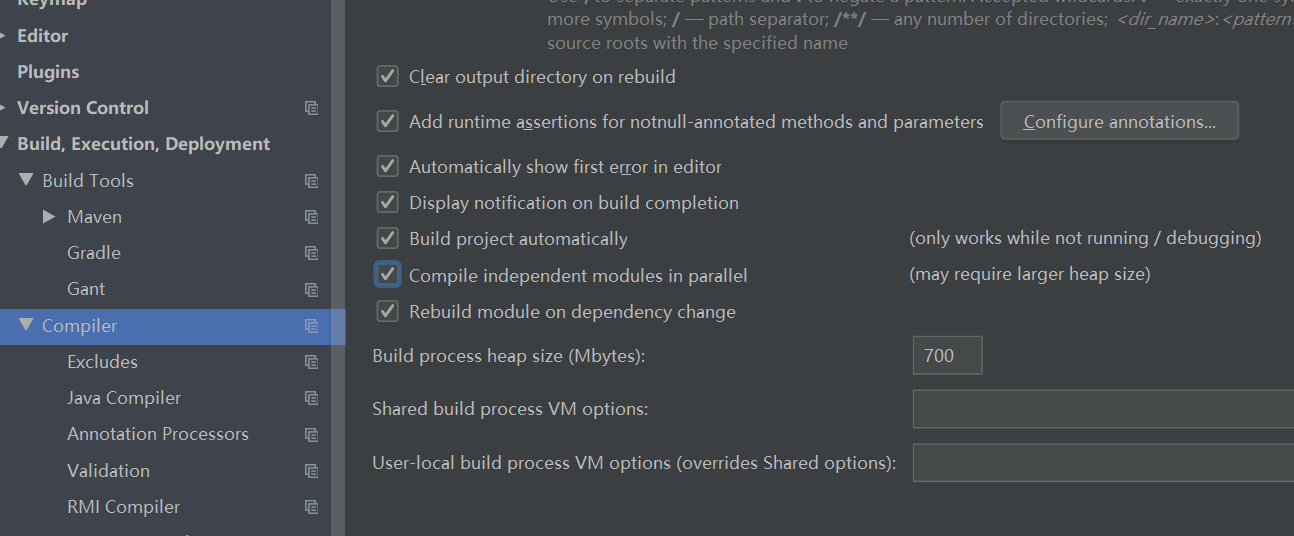 Keymap
Editor
Plugins
Version Control
Build, Execution, Deployment
Build Tools
Maven
Gradle
Gant
Compiler
Excludes
Java Compiler
Annotation Processors
Validation
RMI Compiler
more symbols; / — path separator; /**/ — any number of directories; <dir_name>:<pattern
source roots with the specified name
Clear output directory on rebuild
Add runtime assertions for notnull-annotated methods and parameters Configure annotations...
Automatically show first error in editor
Display notification on build completion
Build project automatically (only works while not running / debugging)
Compile independent modules in parallel (may require larger heap size)
Rebuild module on dependency change
Build process heap size (Mbytes): 700
Shared build process VM options:
User-local build process VM options (overrides Shared options):